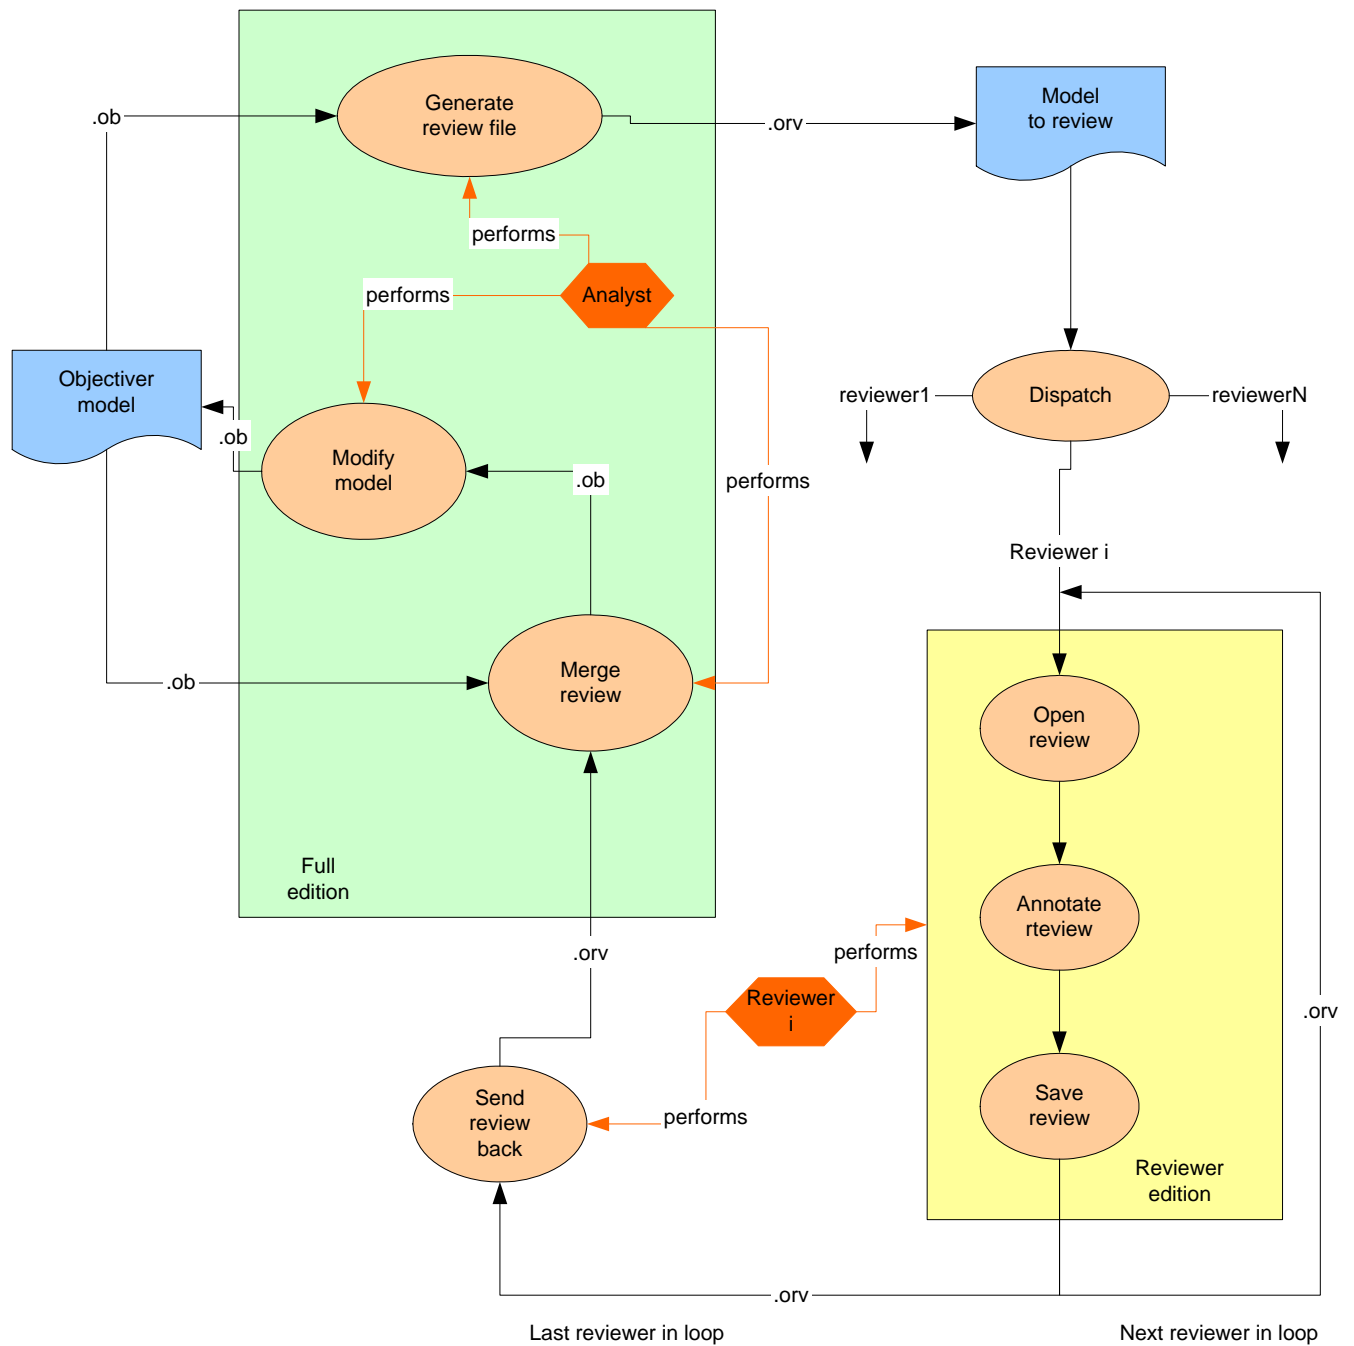 Generate
review file
.ob
.orv
Model
to review
performs
performs
Analyst
Objectiver
model
.ob
Modify
model
.ob
performs
reviewer1
Dispatch
reviewerN
Reviewer i
.ob
Merge
review
Open
review
Full
edition
Annotate
rteview
.orv
performs
Reviewer
i
.orv
Send
review
back
performs
Save
review
Reviewer
edition
.orv
Last reviewer in loop
Next reviewer in loop